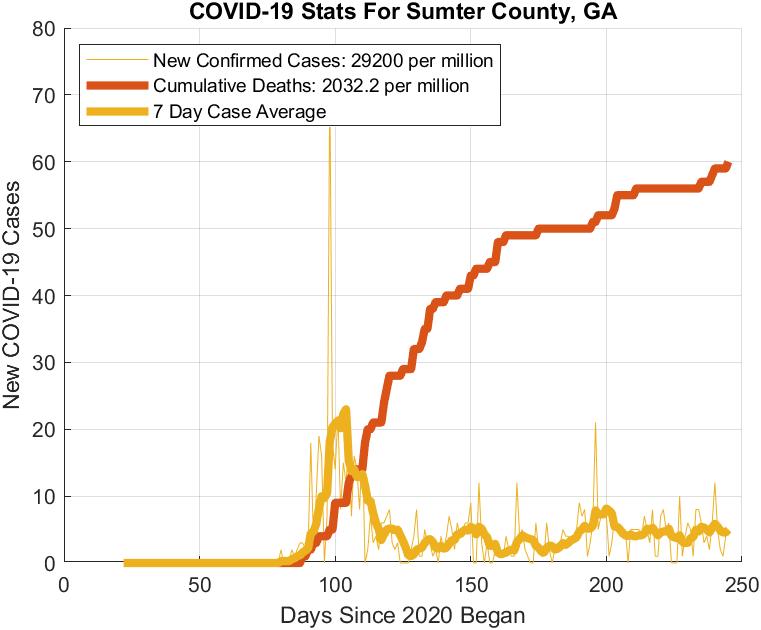 COVID-19 Stats For Sumter County, GA
80
New Confirmed Cases: 29200 per million
Cumulative Deaths: 2032.2 per million
7 Day Case Average
70
60
50
40
30
20
10
0
New COVID-19 Cases
0 50 100 150 200 250
Days Since 2020 Began